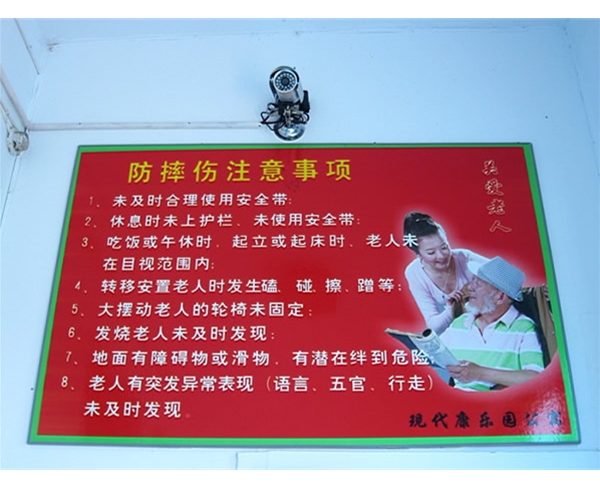 防摔伤注意事项
关爱老人
1、未及时合理使用安全带；
2、休息时未上护栏、未使用安全带；
3、吃饭或午休时，起立或起床时、老人未
在目视范围内；
4、转移安置老人时发生磕、碰、擦、蹭等；
5、大摆动老人的轮椅未固定；
6、发烧老人未及时发现；
7、地面有障碍物或滑物，有潜在绊到危险；
8、老人有突发异常表现（语言、五官、行走）
未及时发现。
现代康乐园公寓